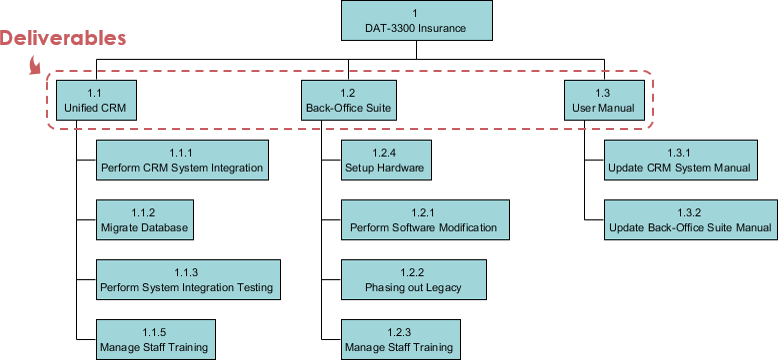 1
DAT-3300 Insurance
Deliverables
1.1
Unified CRM
1.2
Back-Office Suite
1.3
User Manual
1.1.1
Perform CRM System Integration
1.1.2
Migrate Database
1.1.3
Perform System Integration Testing
1.1.5
Manage Staff Training
1.2.4
Setup Hardware
1.2.1
Perform Software Modification
1.2.2
Phasing out Legacy
1.2.3
Manage Staff Training
1.3.1
Update CRM System Manual
1.3.2
Update Back-Office Suite Manual